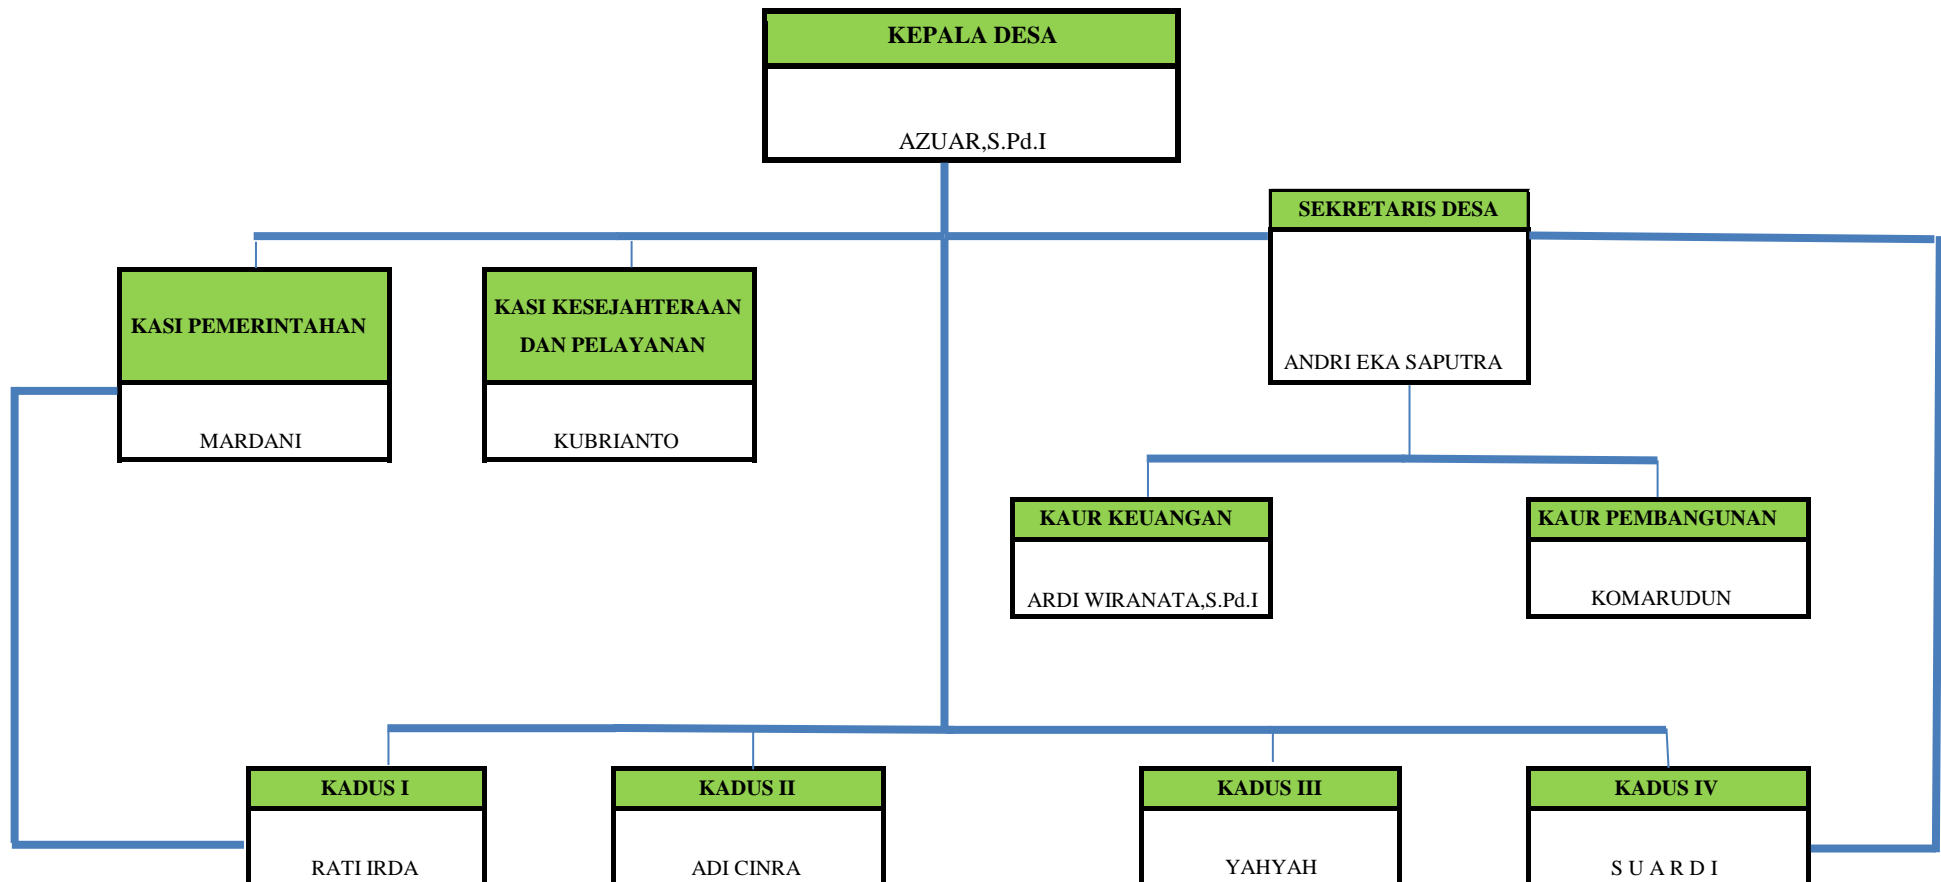 KEPALA DESA
AZUAR,S.Pd.I
SEKRETARIS DESA
ANDRI EKA SAPUTRA
KASI PEMERINTAHAN
MARDANI
KASI KESEJAHTERAAN
DAN PELAYANAN
KUBRIANTO
KAUR KEUANGAN
ARDI WIRANATA,S.Pd.I
KAUR PEMBANGUNAN
KOMARUDUN
KADUS I
RATI IRDA
KADUS II
ADI CINRA
KADUS III
YAHYAH
KADUS IV
S U A R D I